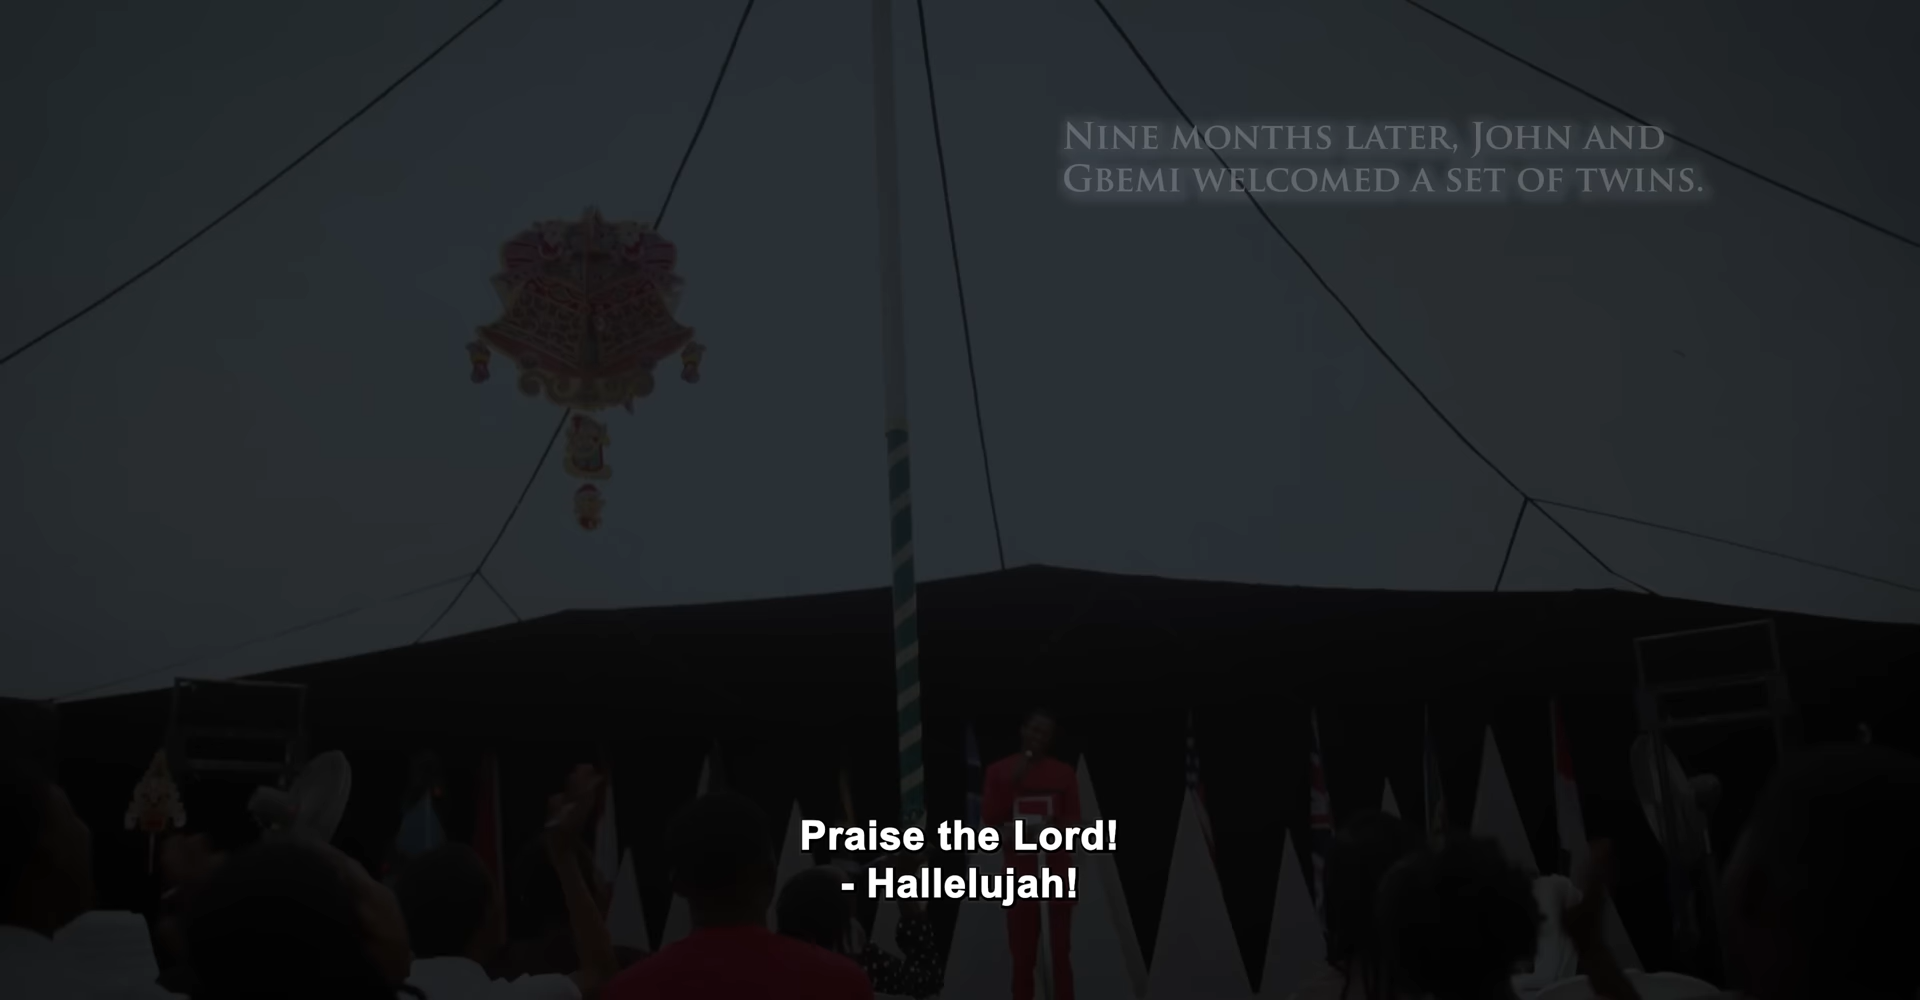 Nine months later, John and
Gbemi welcomed a set of twins.
Praise the Lord!
- Hallelujah!